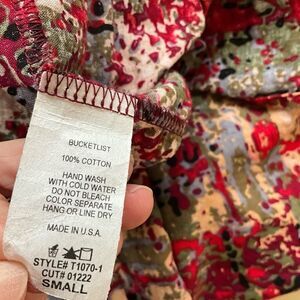 BUCKETLIST
100% COTTON
HAND WASH
WITH COLD WATER
DO NOT BLEACH
COLOR SEPARATE
HANG OR LINE DRY
MADE IN U.S.A.
STYLE# T1070-1
CUT# 01222
SMALL